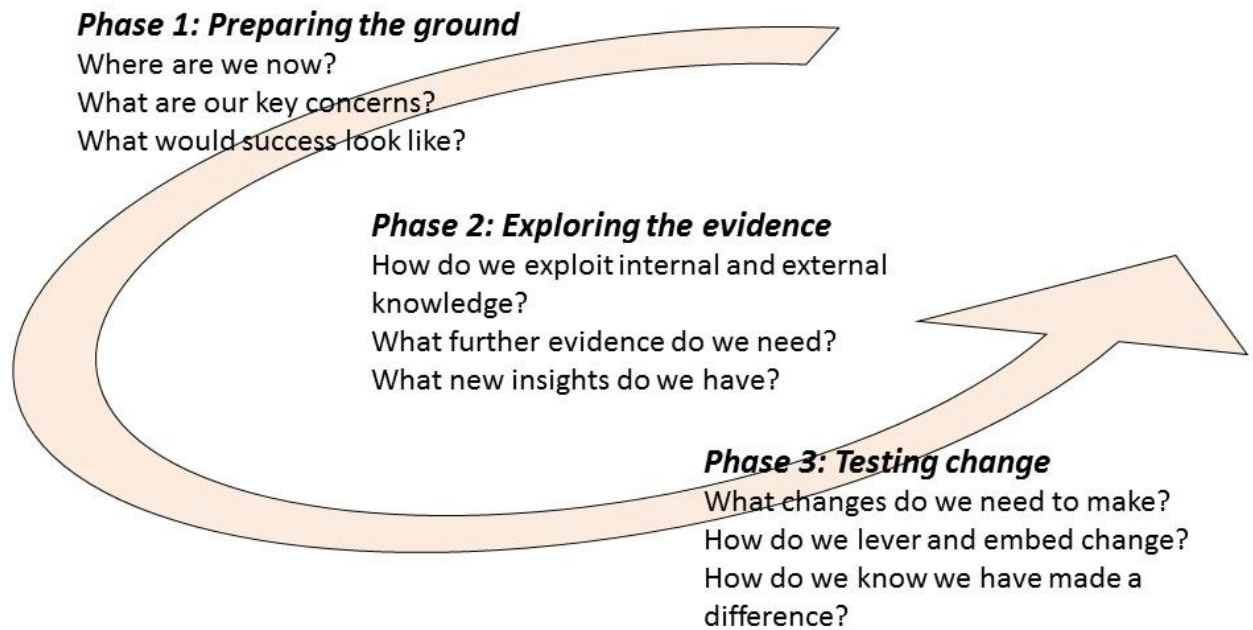 Phase 1: Preparing the ground
Where are we now?
What are our key concerns?
What would success look like?
Phase 2: Exploring the evidence
How do we exploit internal and external
knowledge?
What further evidence do we need?
What new insights do we have?
Phase 3: Testing change
What changes do we need to make?
How do we lever and embed change?
How do we know we have made a
difference?